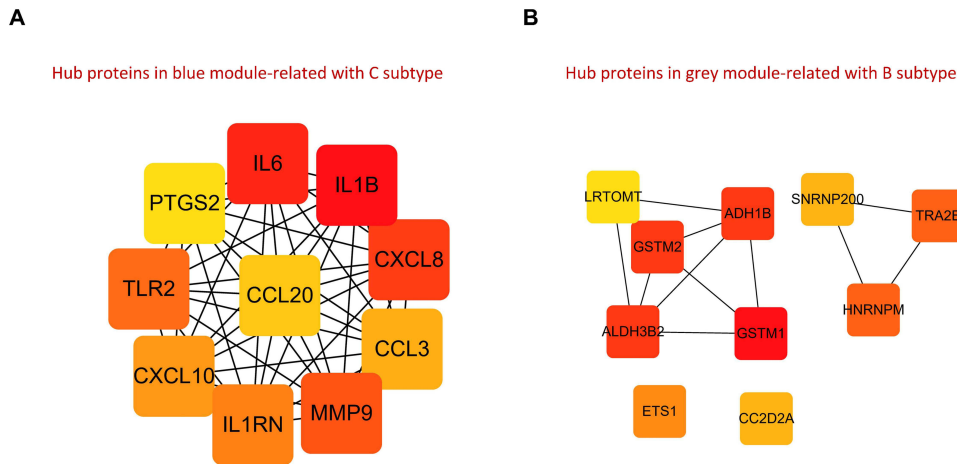 A
B
Hub proteins in blue module-related with C subtype
Hub proteins in grey module-related with B subtype
IL6
IL1B
PTGS2
CXCL8
TLR2
CCL20
CCL3
CXCL10
IL1RN
MMP9
LRTOMT
ADH1B
GSTM2
ALDH3B2
GSTM1
SNRNP200
HNRNPM
ETS1
CC2D2A